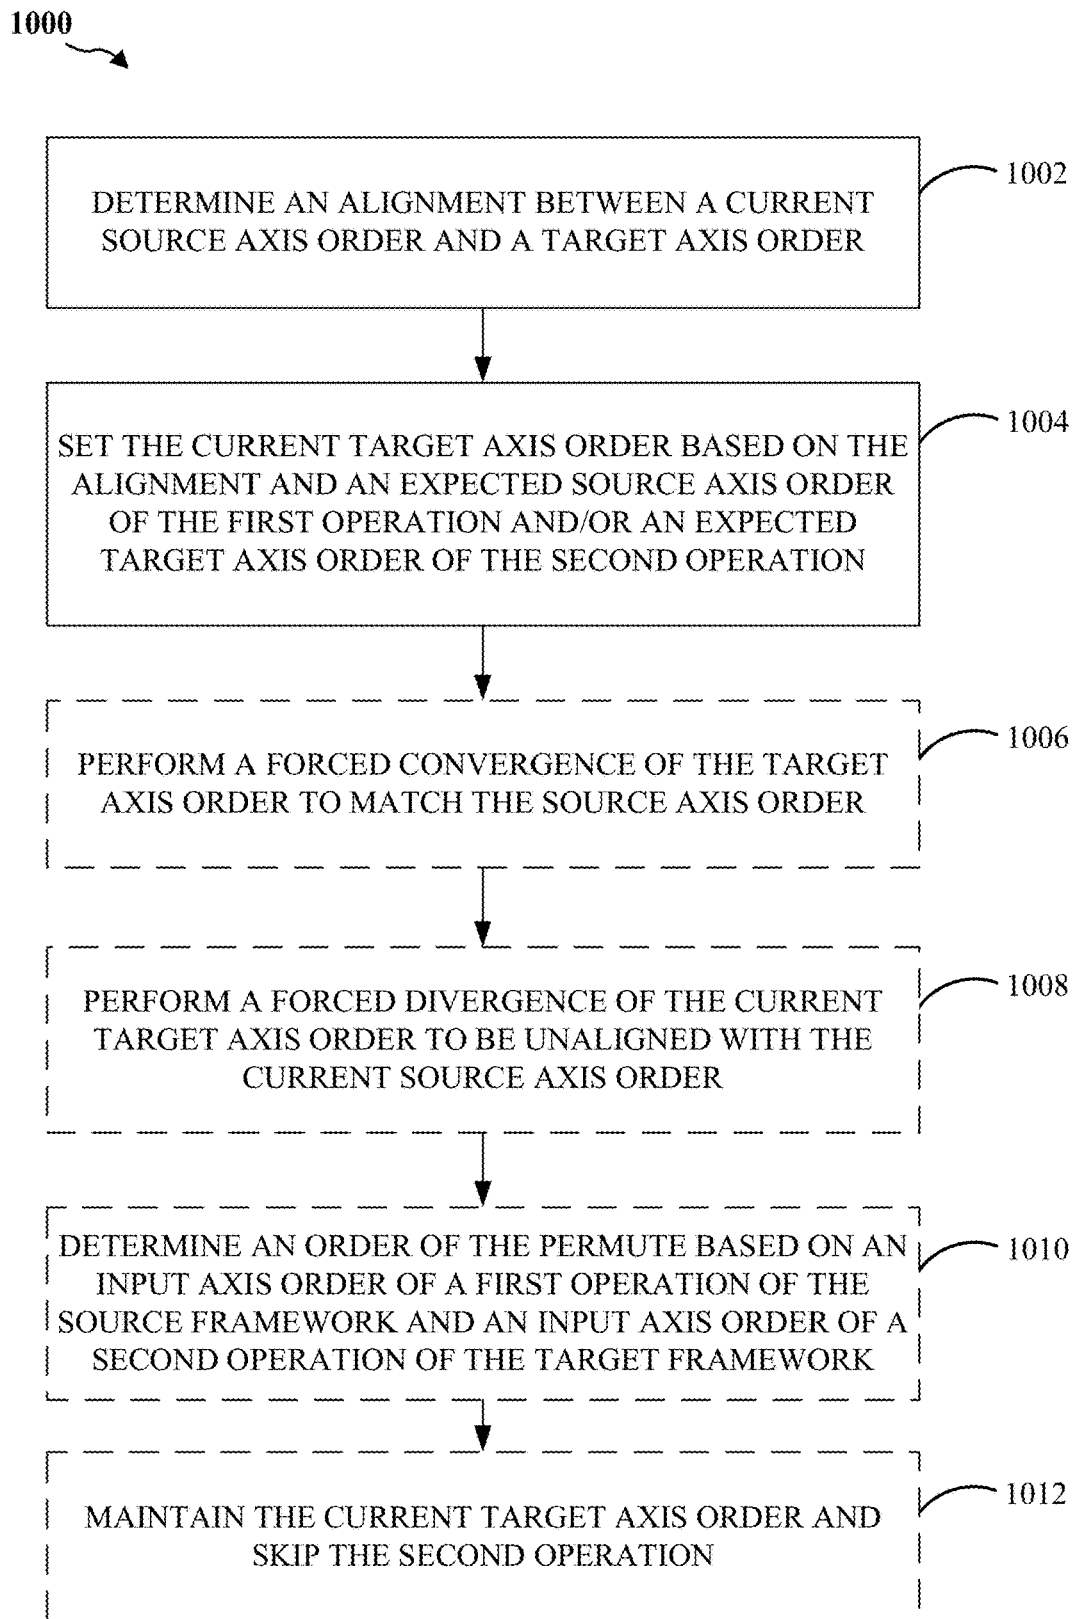 1000
DETERMINE AN ALIGNMENT BETWEEN A CURRENT
SOURCE AXIS ORDER AND A TARGET AXIS ORDER
1002
SET THE CURRENT TARGET AXIS ORDER BASED ON THE
ALIGNMENT AND AN EXPECTED SOURCE AXIS ORDER
OF THE FIRST OPERATION AND/OR AN EXPECTED
TARGET AXIS ORDER OF THE SECOND OPERATION
1004
PERFORM A FORCED CONVERGENCE OF THE TARGET
AXIS ORDER TO MATCH THE SOURCE AXIS ORDER
1006
PERFORM A FORCED DIVERGENCE OF THE CURRENT
TARGET AXIS ORDER TO BE UNALIGNED WITH THE
CURRENT SOURCE AXIS ORDER
1008
DETERMINE AN ORDER OF THE PERMUTE BASED ON AN
INPUT AXIS ORDER OF A FIRST OPERATION OF THE
SOURCE FRAMEWORK AND AN INPUT AXIS ORDER OF A
SECOND OPERATION OF THE TARGET FRAMEWORK
1010
MAINTAIN THE CURRENT TARGET AXIS ORDER AND
SKIP THE SECOND OPERATION
1012